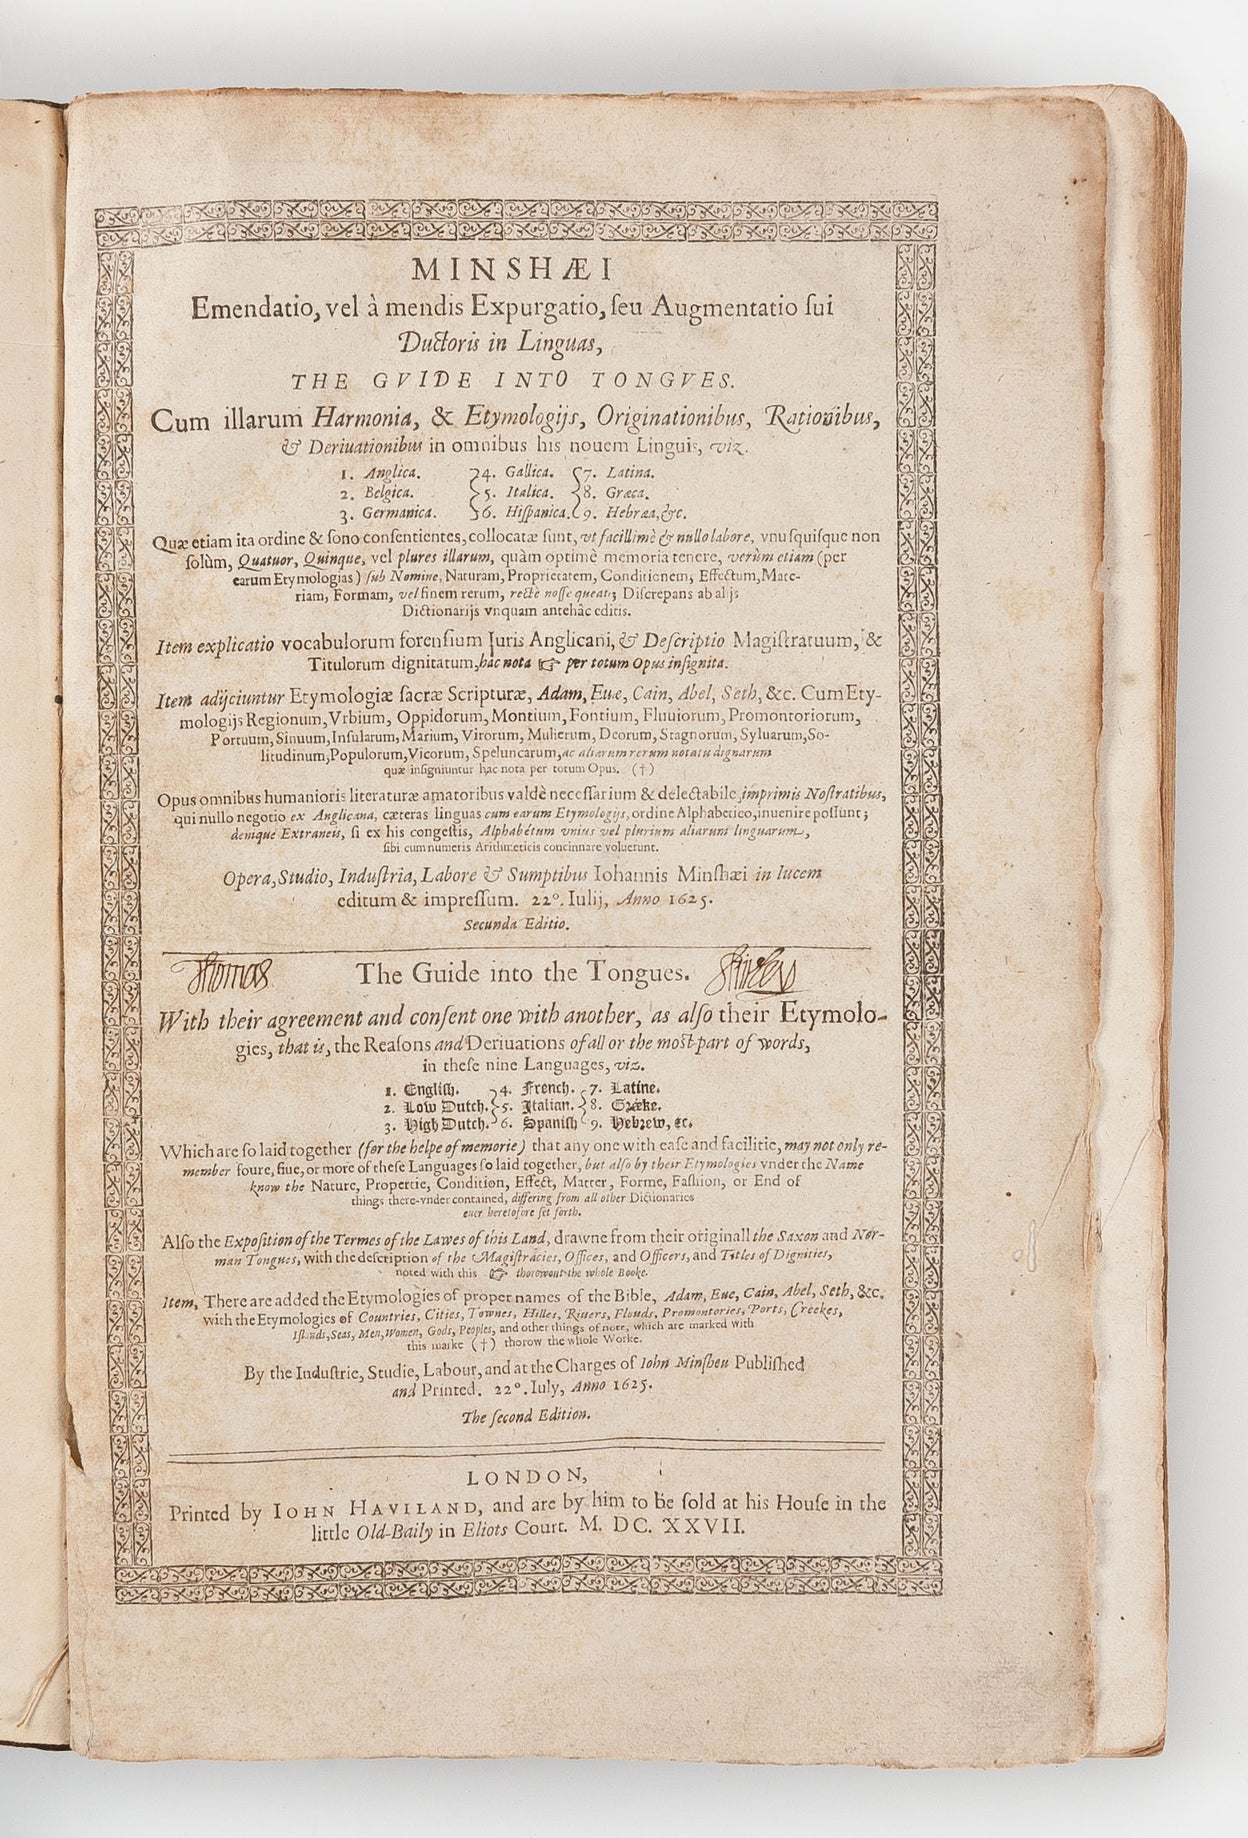 MINSHÆI
Emendatio, vel à mendis Expurgatio, ſeu Augmentatio ſui
Ductoris in Linguas,
THE GVIDE INTO TONGVES.
Cum illarum Harmonia, & Etymologijs, Originationibus, Rationibus,
& Deriuationibus in omnibus his nouem Linguis, viz.
1. Anglica. 4. Gallica. 7. Latina.
2. Belgica. 5. Italica. 8. Græca.
3. Germanica. 6. Hiſpanica. 9. Hebræa, &c.
Quæ etiam ita ordine & ſono conſentientes, collocatæ ſunt, vt facillimè & nullo labore, vnuſquiſque non
ſolùm, Quatuor, Quinque, vel plures illarum, quàm optimè memoria tenere, verùm etiam (per
earum Etymologias) ſub Nomine, Naturam, Proprietatem, Conditionem, Effectum, Mate-
riam, Formam, vel finem rerum, rectè noſſe queat; Diſcrepans ab alijs
Dictionarijs vnquam antehâc editis.
Item explicatio vocabulorum forenſium Juris Anglicani, & Deſcriptio Magiſtratuum, &
Titulorum dignitatum, hac nota ☞ per totum Opus inſignita.
Item adijciuntur Etymologiæ ſacræ Scripturæ, Adam, Euæ, Cain, Abel, Seth, &c. Cum Ety-
mologijs Regionum, Vrbium, Oppidorum, Montium, Fontium, Fluuiorum, Promontoriorum,
Portuum, Sinuum, Inſularum, Marium, Virorum, Mulierum, Deorum, Stagnorum, Syluarum, So-
litudinum, Populorum, Vicorum, Speluncarum, ac aliarum rerum notatu dignarum
quæ inſigniuntur hac nota per totum Opus. (†)
Opus omnibus humanioris literaturæ amatoribus valdè neceſſarium & delectabile, imprimis Noſtratibus,
qui nullo negotio ex Anglicana, cæteras linguas cum earum Etymologijs, ordine Alphabetico, inuenire poſſunt;
denique Extraneis, ſi ex his congeſtis, Alphabétum vnius vel plurium aliarum linguarum,
ſibi cum numeris Arithmeticis concinnare voluerunt.
Opera, Studio, Induſtria, Labore & Sumptibus Iohannis Minſhæi in lucem
editum & impreſſum. 22º. Iulij, Anno 1625.
Secunda Editio.
Thomas The Guide into the Tongues.
With their agreement and conſent one with another, as alſo their Etymolo-
gies, that is, the Reaſons and Deriuations of all or the moſt part of words,
in theſe nine Languages, viz.
1. Engliſh. 4. French. 7. Latine.
2. Low Dutch. 5. Italian. 8. Greeke.
3. High Dutch. 6. Spaniſh 9. Hebrew, &c.
Which are ſo laid together (for the helpe of memorie) that any one with eaſe and facilitie, may not only re-
member foure, fiue, or more of theſe Languages ſo laid together, but alſo by their Etymologies vnder the Name
know the Nature, Propertie, Condition, Effect, Matter, Forme, Faſhion, or End of
things there-vnder contained, differing from all other Dictionaries
euer heretofore ſet forth.
Alſo the Expoſition of the Termes of the Lawes of this Land, drawne from their originall the Saxon and Nor-
man Tongues, with the deſcription of the Magiſtracies, Offices, and Officers, and Titles of Dignities,
noted with this ☞ thorowout the whole Booke.
Item, There are added the Etymologies of proper names of the Bible, Adam, Eue, Cain, Abel, Seth, &c.
with the Etymologies of Countries, Cities, Townes, Hilles, Riuers, Flouds, Promontories, Ports, Creekes,
Iſlands, Seas, Men, Women, Gods, Peoples, and other things of note, which are marked with
this marke (†) thorow the whole Worke.
By the Induſtrie, Studie, Labour, and at the Charges of Iohn Minſheu Publiſhed
and Printed. 22º. Iuly, Anno 1625.
The ſecond Edition.
LONDON,
Printed by IOHN HAVILAND, and are by him to be ſold at his Houſe in the
little Old-Baily in Eliots Court. M. DC. XXVII.